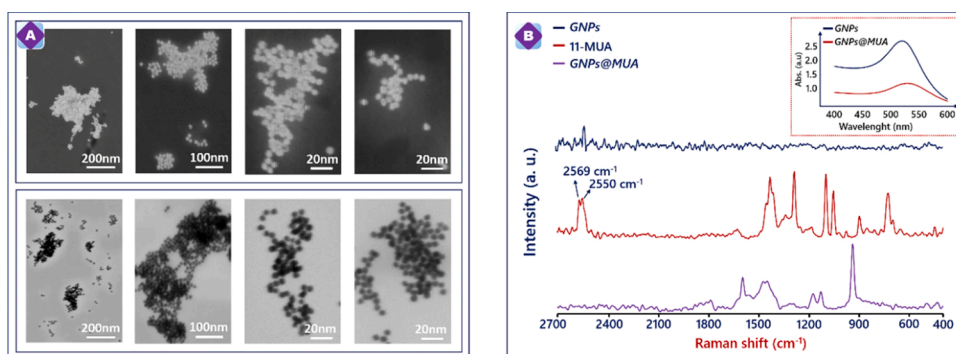 A
200nm
100nm
20nm
20nm
200nm
100nm
20nm
20nm
B
GNPs
11-MUA
GNPs@MUA
GNPs
GNPs@MUA
Abs. (a.u)
2.5
2.0
1.5
1.0
400
450
500
550
600
Wavelenght (nm)
2569 cm-1
2550 cm-1
Intensity (a. u.)
2700
2400
2100
1800
1500
1200
900
600
400
Raman shift (cm-1)